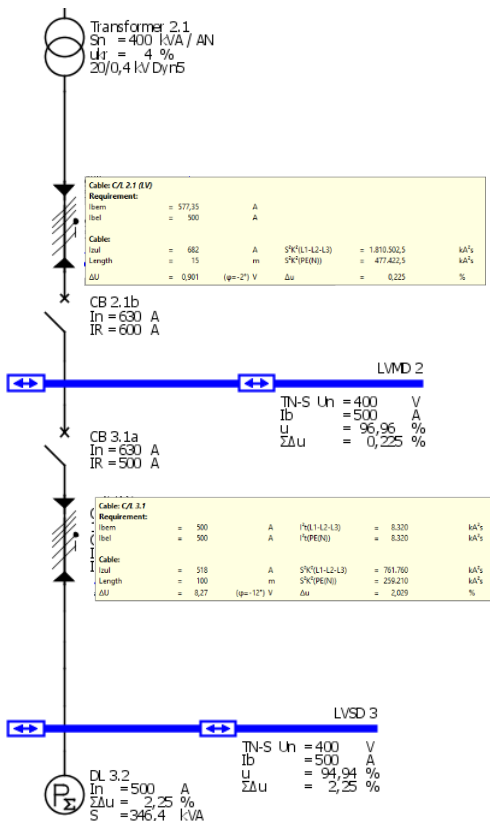 Transformer 2.1
Sn = 400 kVA / AN
ukr = 4 %
20/0,4 kV Dyn5
Cable: C/L 2.1 (LV)
Requirement:
Ibem = 577,35 A
Ibel = 500 A
Cable:
Izul = 682 A S²K²(L1-L2-L3) = 1.810.502,5 kA²s
Length = 15 m S²K²(PE(N)) = 477.422,5 kA²s
ΔU = 0,901 (φ=-2°) V Δu = 0,225 %
CB 2.1b
In = 630 A
IR = 600 A
LVMD 2
TN-S Un = 400 V
Ib = 500 A
u = 96,96 %
ΣΔu = 0,225 %
CB 3.1a
In = 630 A
IR = 500 A
Cable: C/L 3.1
Requirement:
Ibem = 500 A I²t(L1-L2-L3) = 8.320 kA²s
Ibel = 500 A I²t(PE(N)) = 8.320 kA²s
Cable:
Izul = 518 A S²K²(L1-L2-L3) = 761.760 kA²s
Length = 100 m S²K²(PE(N)) = 259.210 kA²s
ΔU = 8,27 (φ=-12°) V Δu = 2,029 %
LVSD 3
TN-S Un = 400 V
Ib = 500 A
u = 94,94 %
ΣΔu = 2,25 %
DL 3.2
In = 500 A
ΣΔu = 2,25 %
S = 346,4 kVA
PΣ